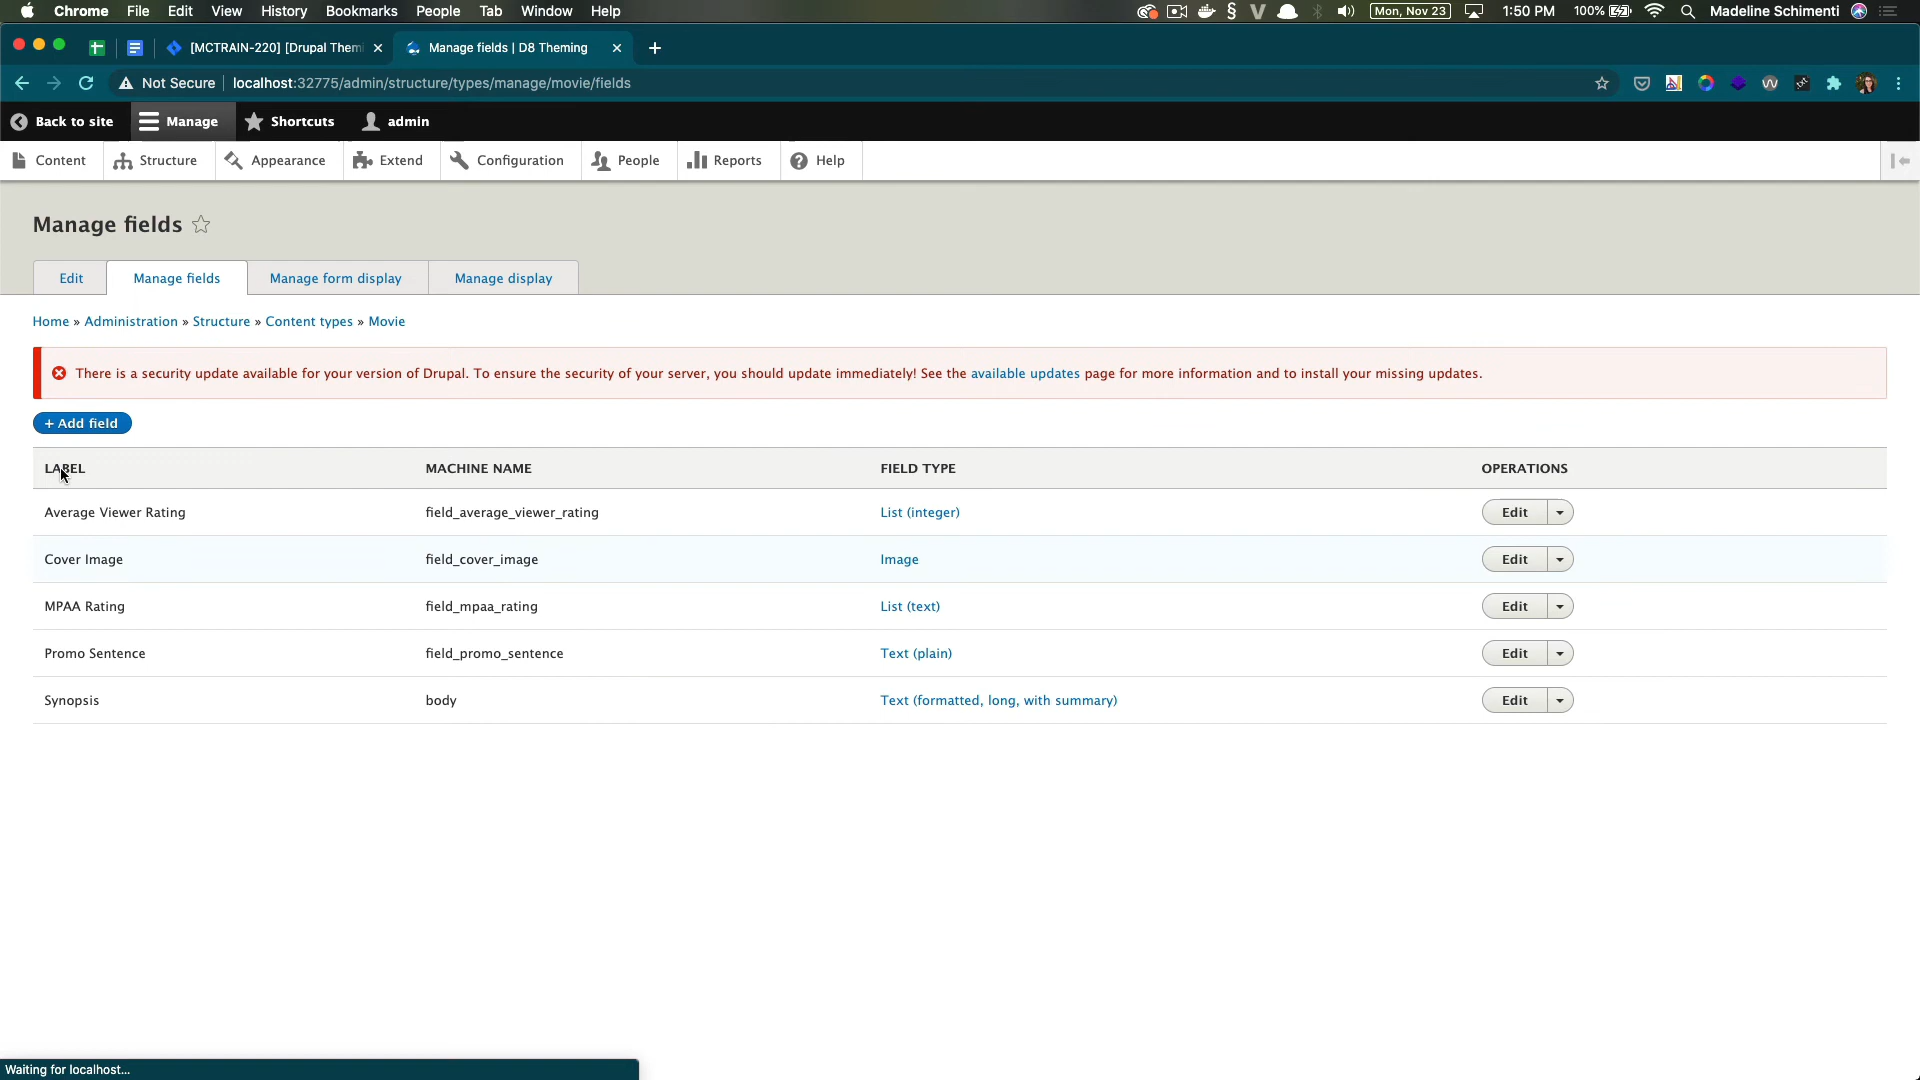 Chrome File Edit View History Bookmarks People Tab Window Help Mon, Nov 23 1:50 PM 100% Madeline Schimenti
[MCTRAIN-220] [Drupal Them Manage fields | D8 Theming
Not Secure localhost:32775/admin/structure/types/manage/movie/fields
Back to site Manage Shortcuts admin
Content Structure Appearance Extend Configuration People Reports Help
Manage fields
Edit Manage fields Manage form display Manage display
Home » Administration » Structure » Content types » Movie
There is a security update available for your version of Drupal. To ensure the security of your server, you should update immediately! See the available updates page for more information and to install your missing updates.
+ Add field
LABEL MACHINE NAME FIELD TYPE OPERATIONS
Average Viewer Rating field_average_viewer_rating List (integer) Edit
Cover Image field_cover_image Image Edit
MPAA Rating field_mpaa_rating List (text) Edit
Promo Sentence field_promo_sentence Text (plain) Edit
Synopsis body Text (formatted, long, with summary) Edit
Waiting for localhost...